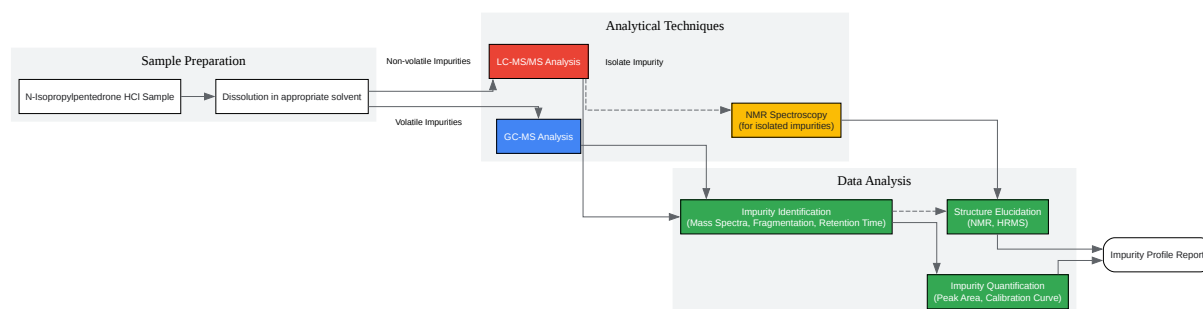 Analytical Techniques
Sample Preparation
Non-volatile Impurities
LC-MS/MS Analysis
Isolate Impurity
N-Isopropylpentedrone HCl Sample
Dissolution in appropriate solvent
Volatile Impurities
GC-MS Analysis
NMR Spectroscopy
(for isolated impurities)
Data Analysis
Impurity Identification
(Mass Spectra, Fragmentation, Retention Time)
Structure Elucidation
(NMR, HRMS)
Impurity Profile Report
Impurity Quantification
(Peak Area, Calibration Curve)